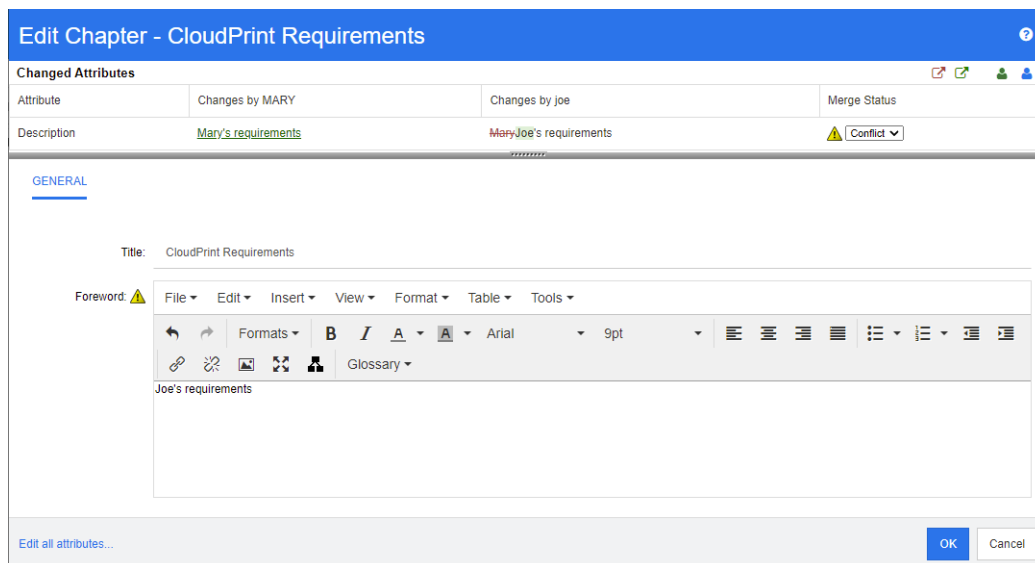 Edit Chapter - CloudPrint Requirements
Changed Attributes
Attribute Changes by MARY Changes by joe Merge Status
Description Mary's requirements MaryJoe's requirements Conflict
GENERAL
Title: CloudPrint Requirements
Foreword: File Edit Insert View Format Table Tools
Formats B I A A Arial 9pt
Glossary
Joe's requirements
Edit all attributes... OK Cancel